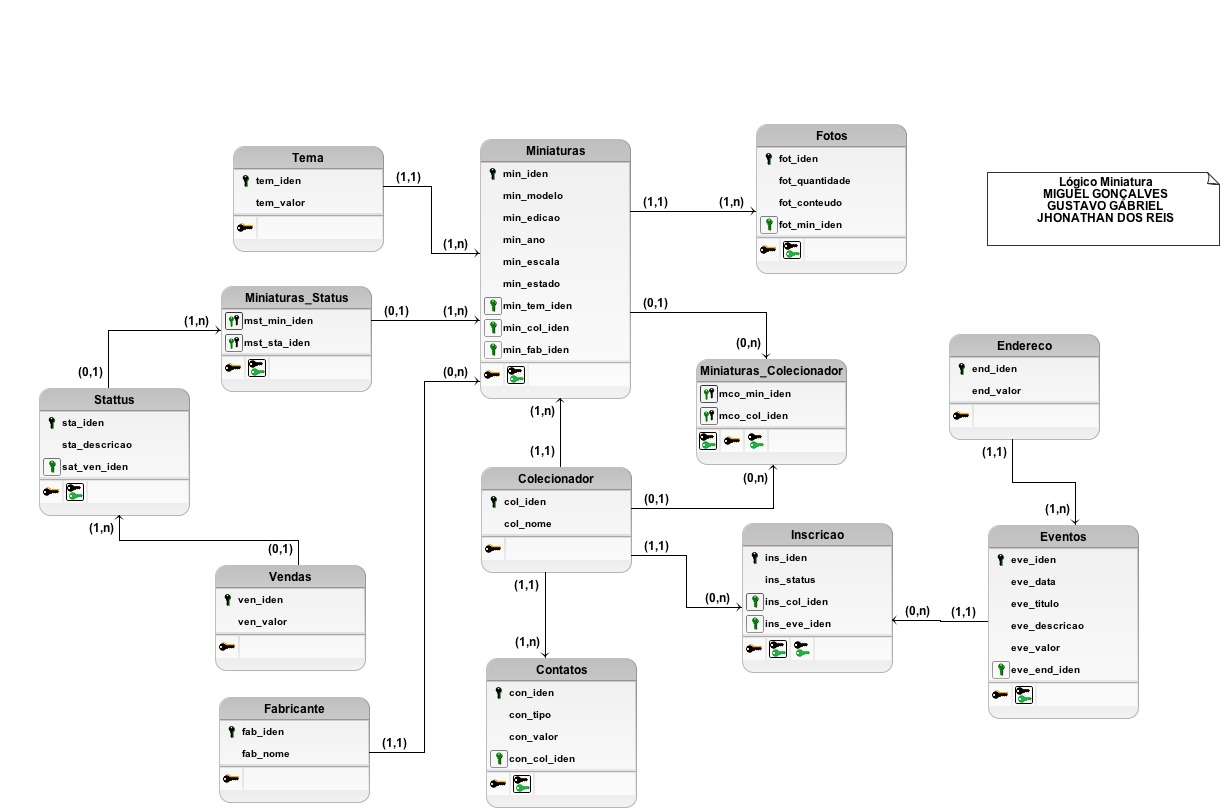 Lógico Miniatura
MIGUEL GONÇALVES
GUSTAVO GABRIEL
JHONATHAN DOS REIS
Tema
tem_iden
tem_valor
(1,1)
(1,n)
Miniaturas
min_iden
min_modelo
min_edicao
min_ano
min_escala
min_estado
min_tem_iden
min_col_iden
min_fab_iden
(1,1)
(1,n)
Fotos
fot_iden
fot_quantidade
fot_conteudo
fot_min_iden
Miniaturas_Status
mst_min_iden
mst_sta_iden
(0,1)
(1,n)
(1,n)
(0,1)
Stattus
sta_iden
sta_descricao
sat_ven_iden
(1,n)
(0,1)
Vendas
ven_iden
ven_valor
Fabricante
fab_iden
fab_nome
(1,1)
(0,n)
(0,1)
(0,n)
Miniaturas_Colecionador
mco_min_iden
mco_col_iden
(0,n)
(0,1)
(1,n)
(1,1)
Colecionador
col_iden
col_nome
(1,1)
(0,n)
(1,1)
(1,n)
Contatos
con_iden
con_tipo
con_valor
con_col_iden
Inscricao
ins_iden
ins_status
ins_col_iden
ins_eve_iden
(0,n)
(1,1)
Endereco
end_iden
end_valor
(1,1)
(1,n)
Eventos
eve_iden
eve_data
eve_titulo
eve_descricao
eve_valor
eve_end_iden